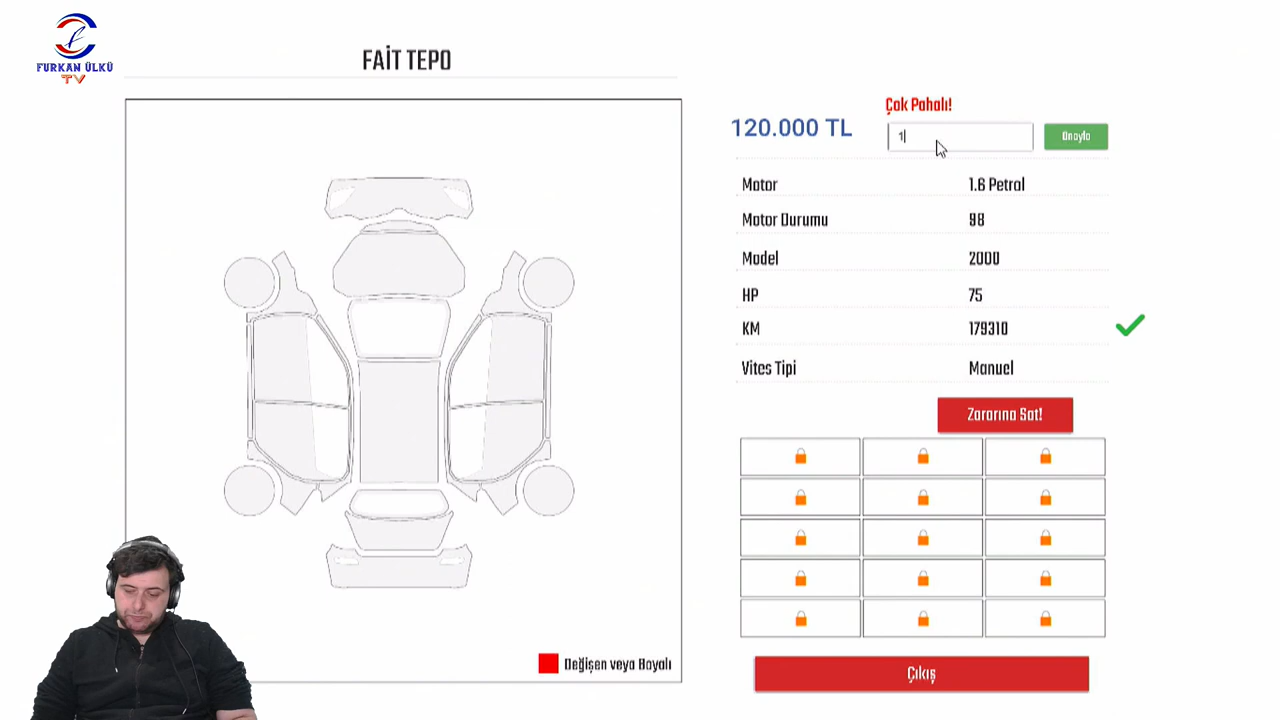 FURKAN ÜLKÜ
TV
FAİT TEPO
120.000 TL
Çok Pahalı!
1
Onayla
Motor 1.6 Petrol
Motor Durumu 98
Model 2000
HP 75
KM 179310
Vites Tipi Manuel
Zararına Sat!
Değişen veya Boyalı
Çıkış